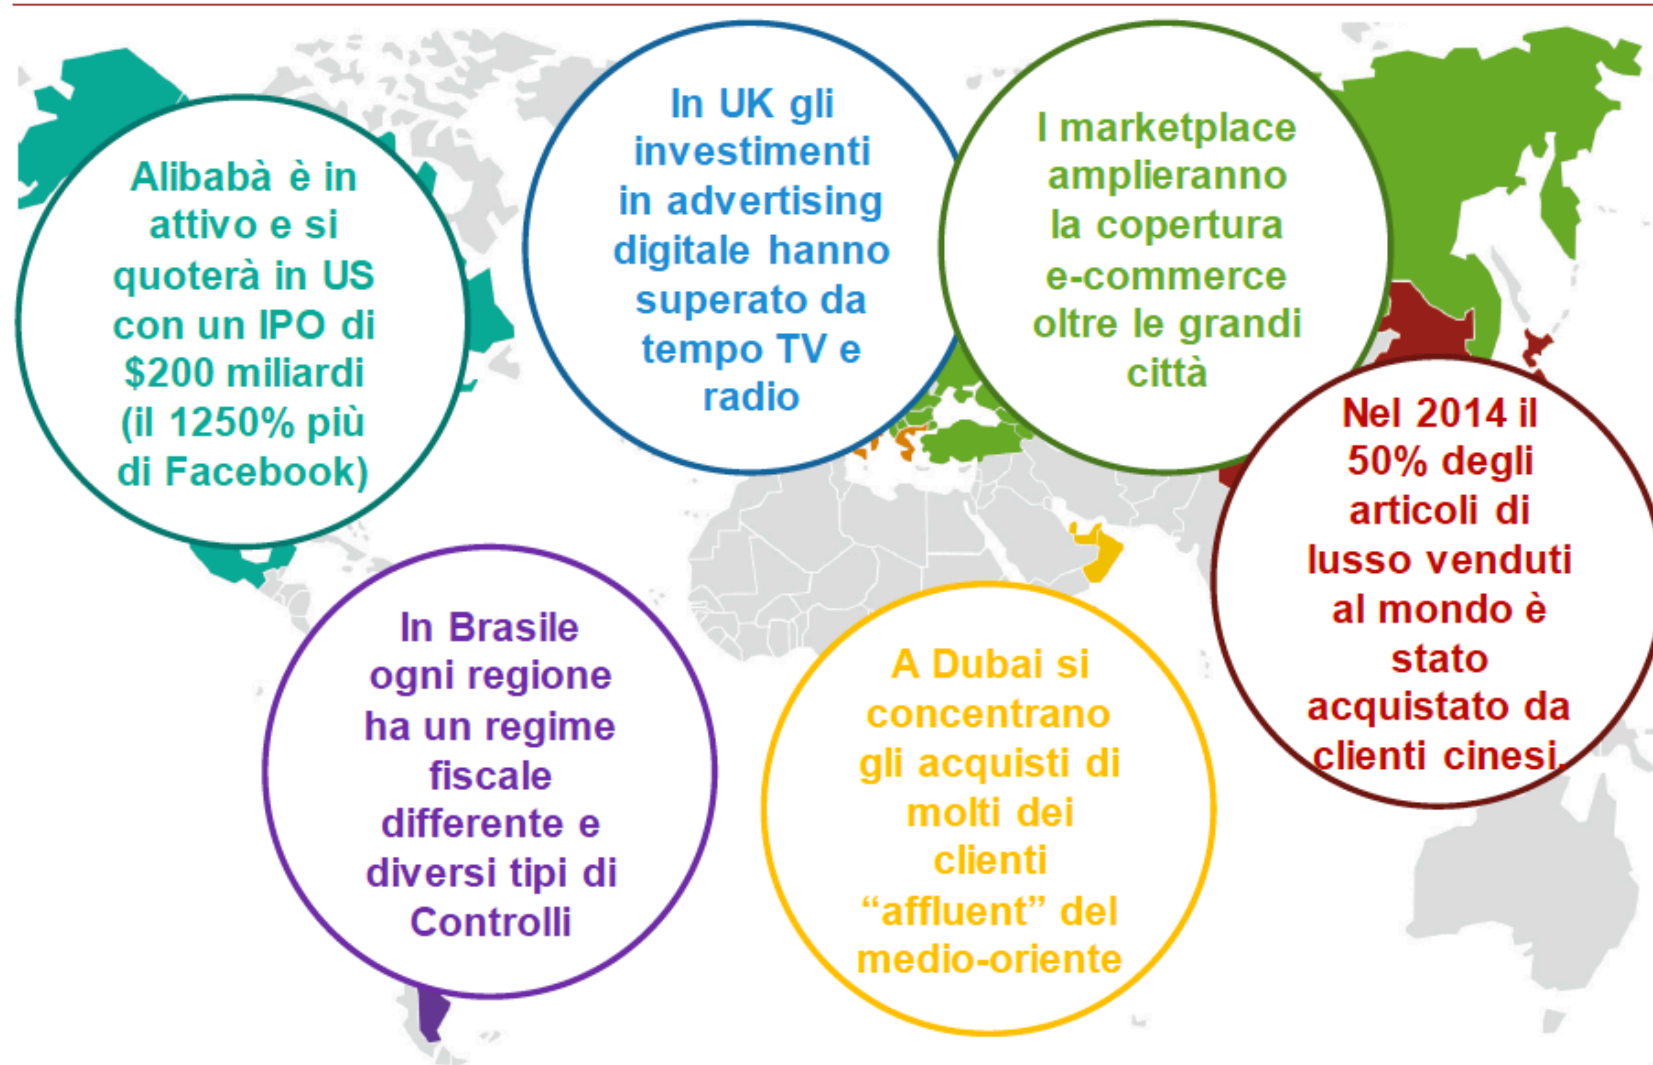 Alibabà è in
attivo e si
quoterà in US
con un IPO di
$200 miliardi
(il 1250% più
di Facebook)
In UK gli
investimenti
in advertising
digitale hanno
superato da
tempo TV e
radio
I marketplace
amplieranno
la copertura
e-commerce
oltre le grandi
città
Nel 2014 il
50% degli
articoli di
lusso venduti
al mondo è
stato
acquistato da
clienti cinesi.
In Brasile
ogni regione
ha un regime
fiscale
differente e
diversi tipi di
Controlli
A Dubai si
concentrano
gli acquisti di
molti dei
clienti
“affluent” del
medio-oriente